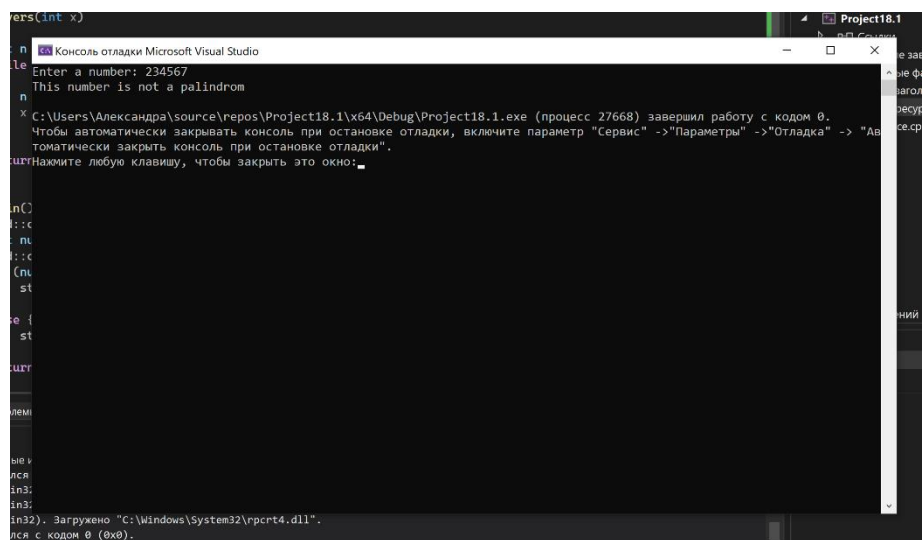 vers(int x)
Project18.1
Консоль отладки Microsoft Visual Studio
Enter a number: 234567
This number is not a palindrom
C:\Users\Александра\source\repos\Project18.1\x64\Debug\Project18.1.exe (процесс 27668) завершил работу с кодом 0.
Чтобы автоматически закрывать консоль при остановке отладки, включите параметр "Сервис" ->"Параметры" ->"Отладка" -> "Ав
томатически закрыть консоль при остановке отладки".
Нажмите любую клавишу, чтобы закрыть это окно:
in32). Загружено "C:\Windows\System32\rpcrt4.dll".
лся с кодом 0 (0x0).